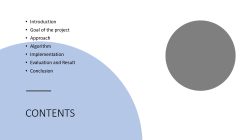 • Introduction
• Goal of the project
• Approach
• Algorithm
• Implementation
• Evaluation and Result
• Conclusion
CONTENTS